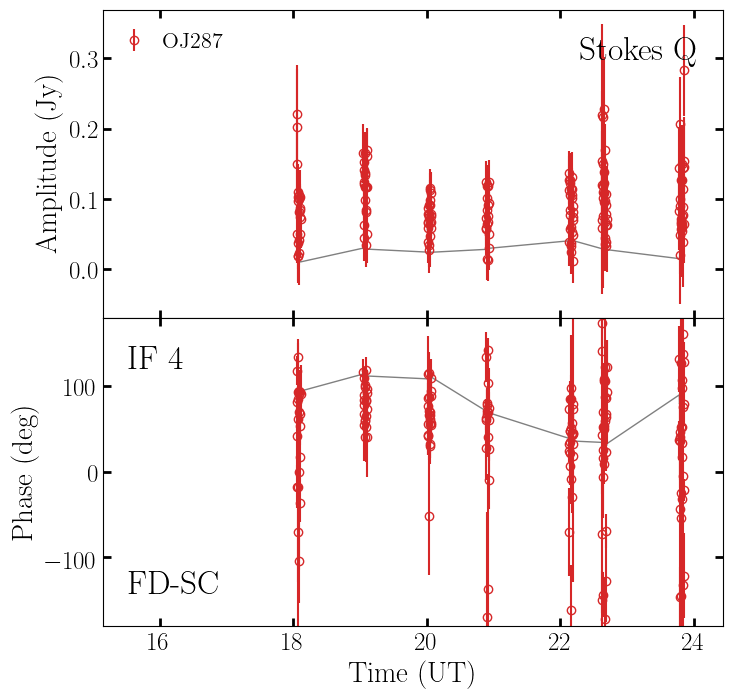 OJ287
Stokes Q
Amplitude (Jy)
0.3
0.2
0.1
0.0
IF 4
FD-SC
Phase (deg)
100
0
−100
16 18 20 22 24
Time (UT)